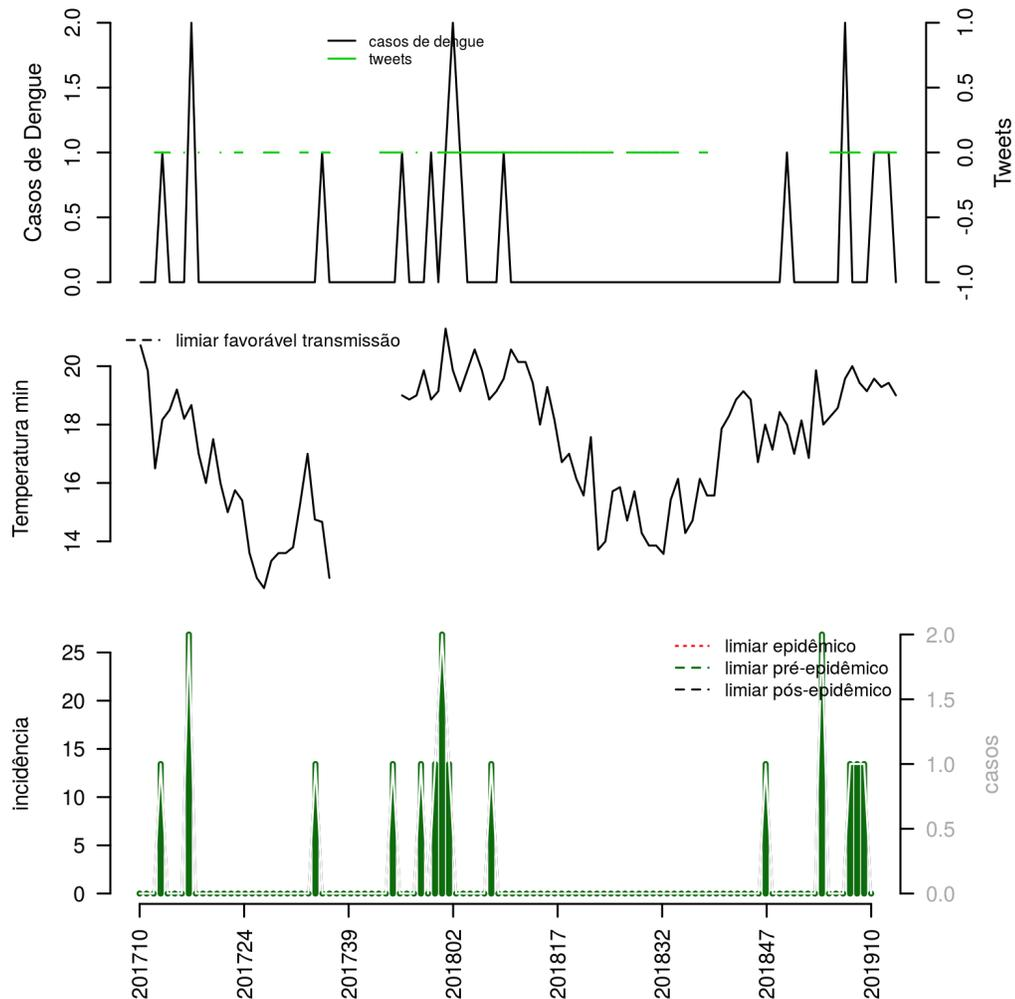 Casos de Dengue
0.0 0.5 1.0 1.5 2.0
casos de dengue
tweets
-1.0 -0.5 0.0 0.5 1.0
Tweets
Temperatura min
14 16 18 20
limiar favorável transmissão
incidência
25
20
15
10
5
0
limiar epidêmico
limiar pré-epidêmico
limiar pós-epidêmico
2.0
1.5
1.0
0.5
0.0
casos
201710
201724
201739
201802
201817
201832
201847
201910